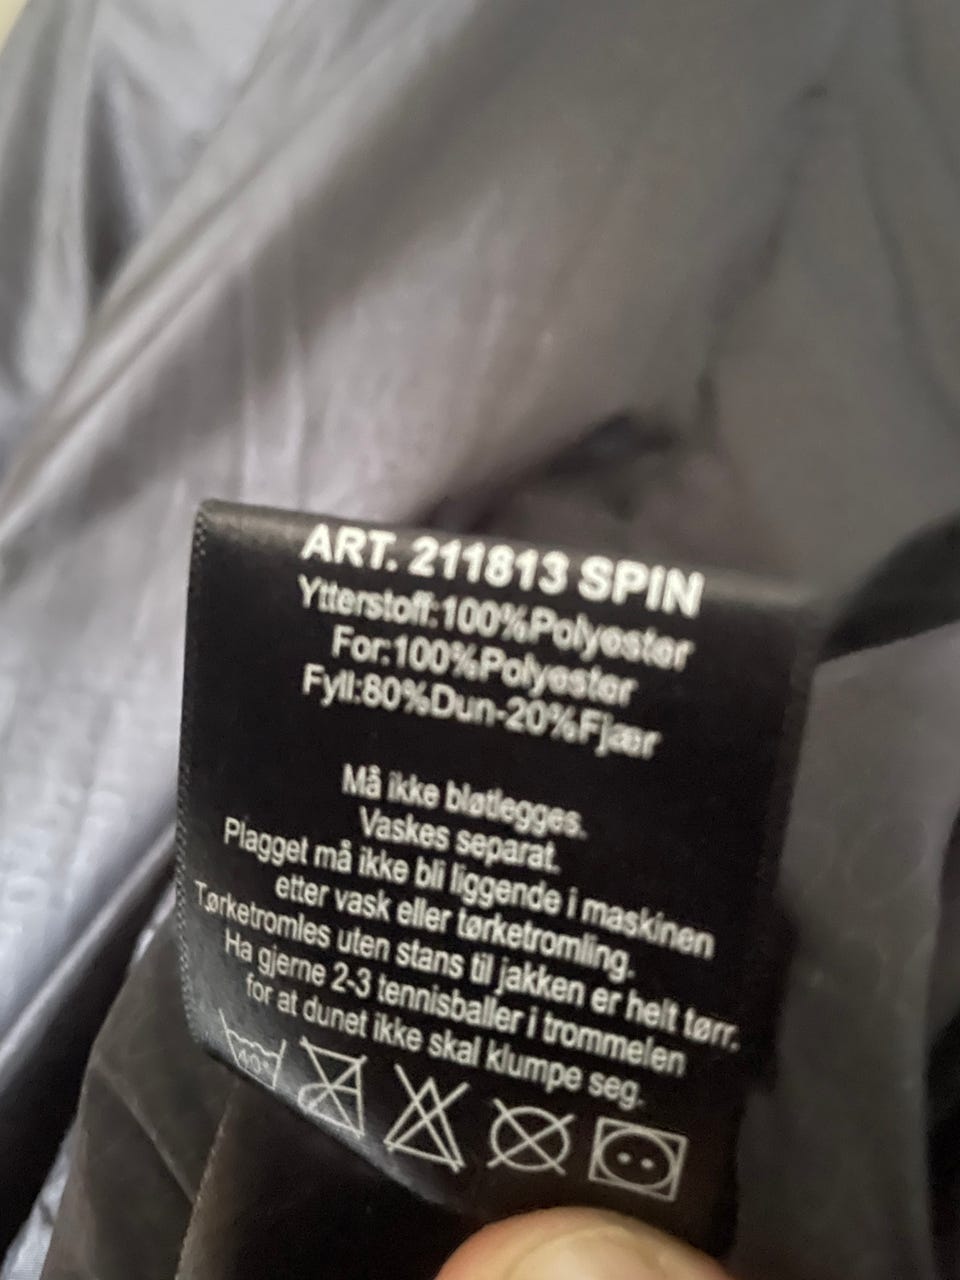 ART. 211813 SPIN
Ytterstoff:100%Polyester
For:100%Polyester
Fyll:80%Dun-20%Fjær
Må ikke bløtlegges.
Vaskes separat.
Plagget må ikke bli liggende i maskinen
etter vask eller tørketromling.
Tørketromles uten stans til jakken er helt tørr.
Ha gjerne 2-3 tennisballer i trommelen
for at dunet ikke skal klumpe seg.
40°